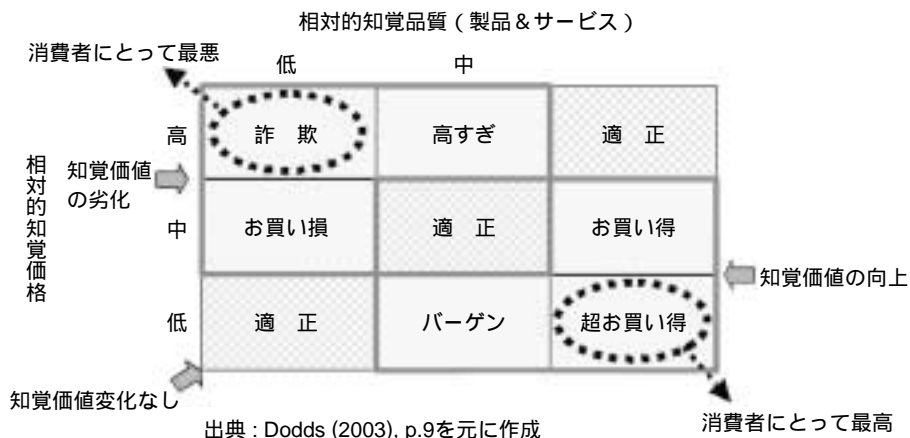 相対的知覚品質(製品&サービス)
消費者にとって最悪
低 中
高 詐 欺 高すぎ 適 正
相対的知覚価格
知覚価値
の劣化
中 お買い損 適 正 お買い得
知覚価値の向上
低 適 正 バーゲン 超お買い得
知覚価値変化なし
消費者にとって最高
出典 : Dodds (2003), p.9を元に作成